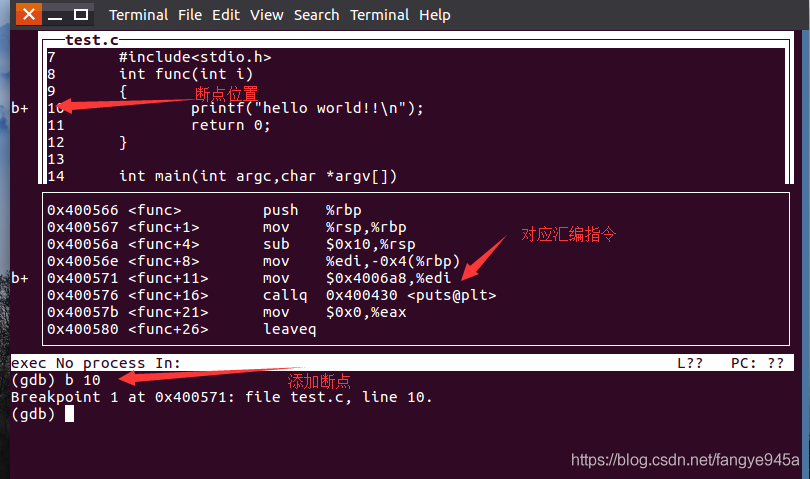 Terminal File Edit View Search Terminal Help
test.c
7 #include<stdio.h>
8 int func(int i)
9 {
断点位置
b+ 10 printf("hello world!!\n");
11 return 0;
12 }
13
14 int main(int argc,char *argv[])
0x400566 <func> push %rbp
0x400567 <func+1> mov %rsp,%rbp
对应汇编指令
0x40056a <func+4> sub $0x10,%rsp
0x40056e <func+8> mov %edi,-0x4(%rbp)
b+ 0x400571 <func+11> mov $0x4006a8,%edi
0x400576 <func+16> callq 0x400430 <puts@plt>
0x40057b <func+21> mov $0x0,%eax
0x400580 <func+26> leaveq
exec No process In: L?? PC: ??
(gdb) b 10 添加断点
Breakpoint 1 at 0x400571: file test.c, line 10.
(gdb)
https://blog.csdn.net/fangye945a